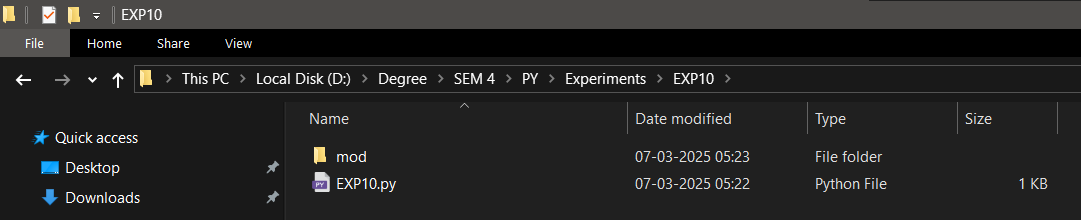 EXP10
File Home Share View
This PC Local Disk (D:) Degree SEM 4 PY Experiments EXP10
Name Date modified Type Size
Quick access
mod 07-03-2025 05:23 File folder
Desktop
PY EXP10.py 07-03-2025 05:22 Python File 1 KB
Downloads